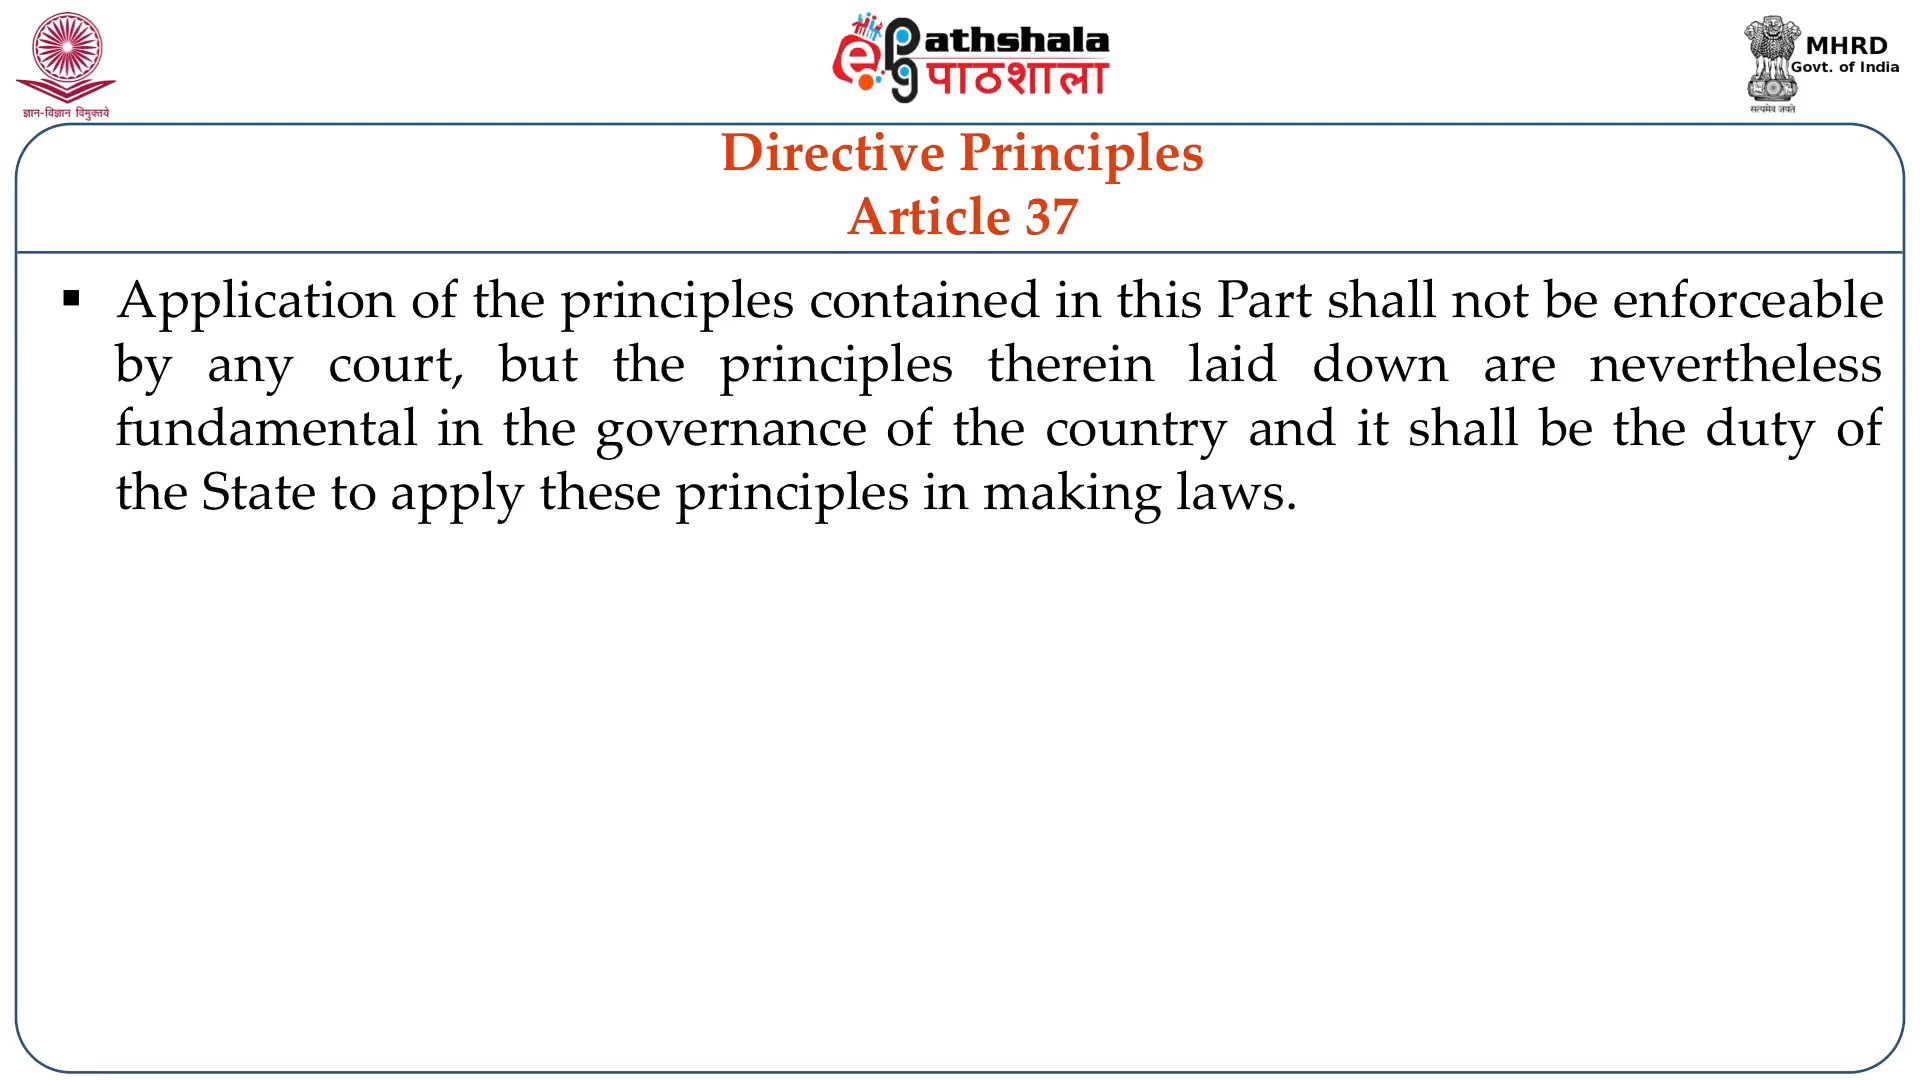 ज्ञान-विज्ञान विमुक्तये
ePg Pathshala
पाठशाला
MHRD
Govt. of India
सत्यमेव जयते
Directive Principles
Article 37
▪ Application of the principles contained in this Part shall not be enforceable
by any court, but the principles therein laid down are nevertheless
fundamental in the governance of the country and it shall be the duty of
the State to apply these principles in making laws.